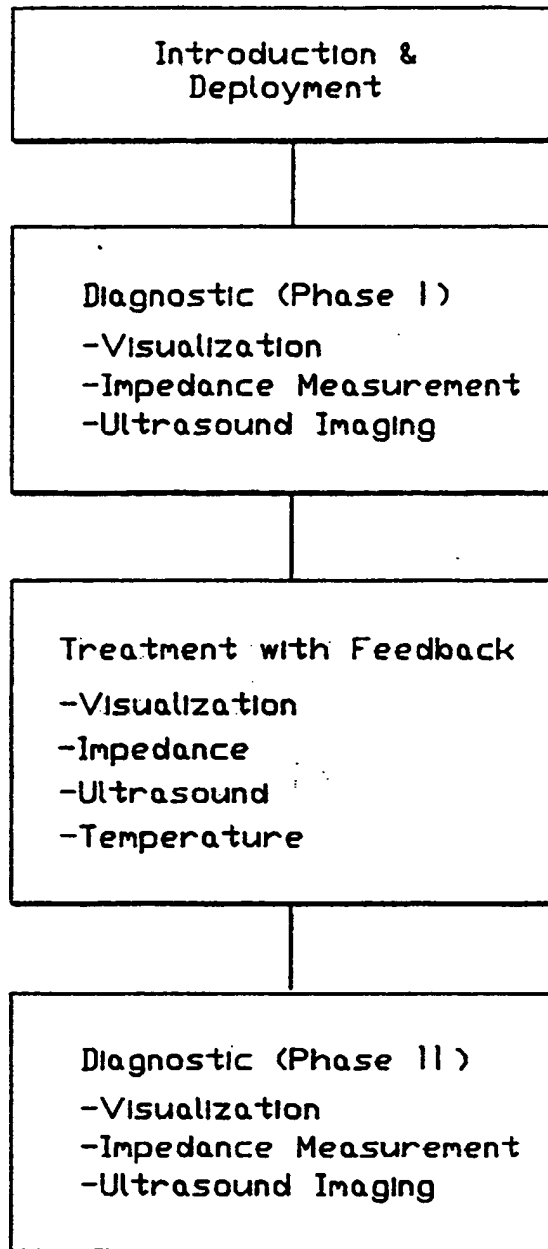 Introduction &
Deployment
Diagnostic (Phase I)
-Visualization
-Impedance Measurement
-Ultrasound Imaging
Treatment with Feedback
-Visualization
-Impedance
-Ultrasound
-Temperature
Diagnostic (Phase II)
-Visualization
-Impedance Measurement
-Ultrasound Imaging